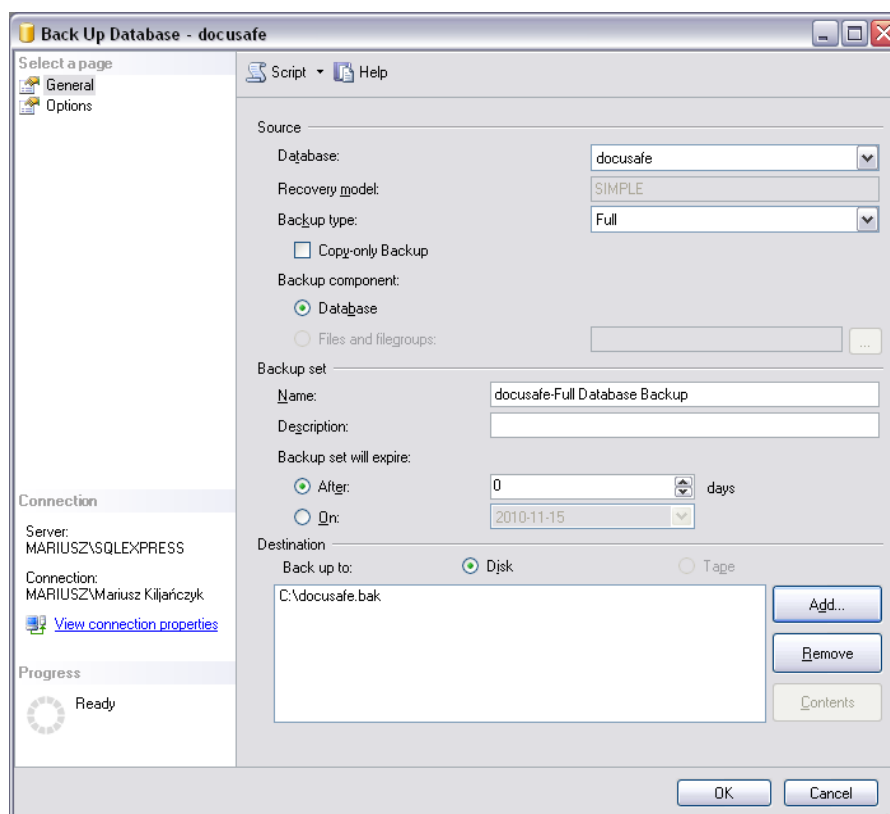 Back Up Database - docusafe
Select a page
General
Options
Script
Help
Source
Database:
docusafe
Recovery model:
SIMPLE
Backup type:
Full
Copy-only Backup
Backup component:
Database
Files and filegroups:
...
Backup set
Name:
docusafe-Full Database Backup
Description:
Backup set will expire:
After:
0
days
On:
2010-11-15
Destination
Back up to:
Disk
Tape
C:\docusafe.bak
Add...
Remove
Contents
Connection
Server:
MARIUSZ\SQLEXPRESS
Connection:
MARIUSZ\Mariusz Kiljańczyk
View connection properties
Progress
Ready
OK
Cancel